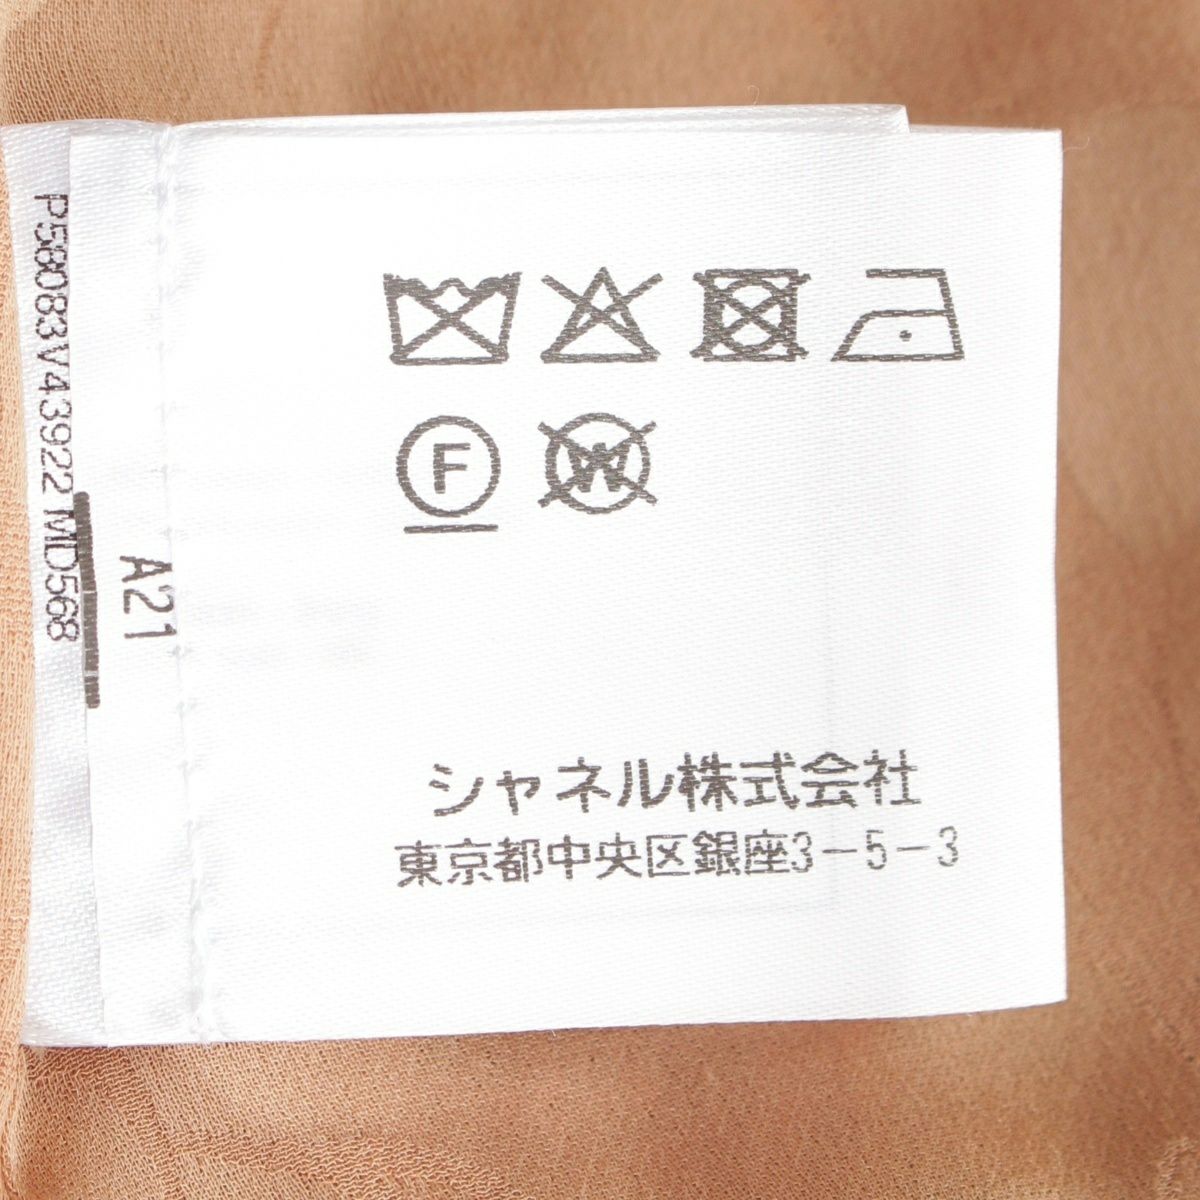 P58083V43922 MD568
A21
F
W
シャネル株式会社
東京都中央区銀座3-5-3